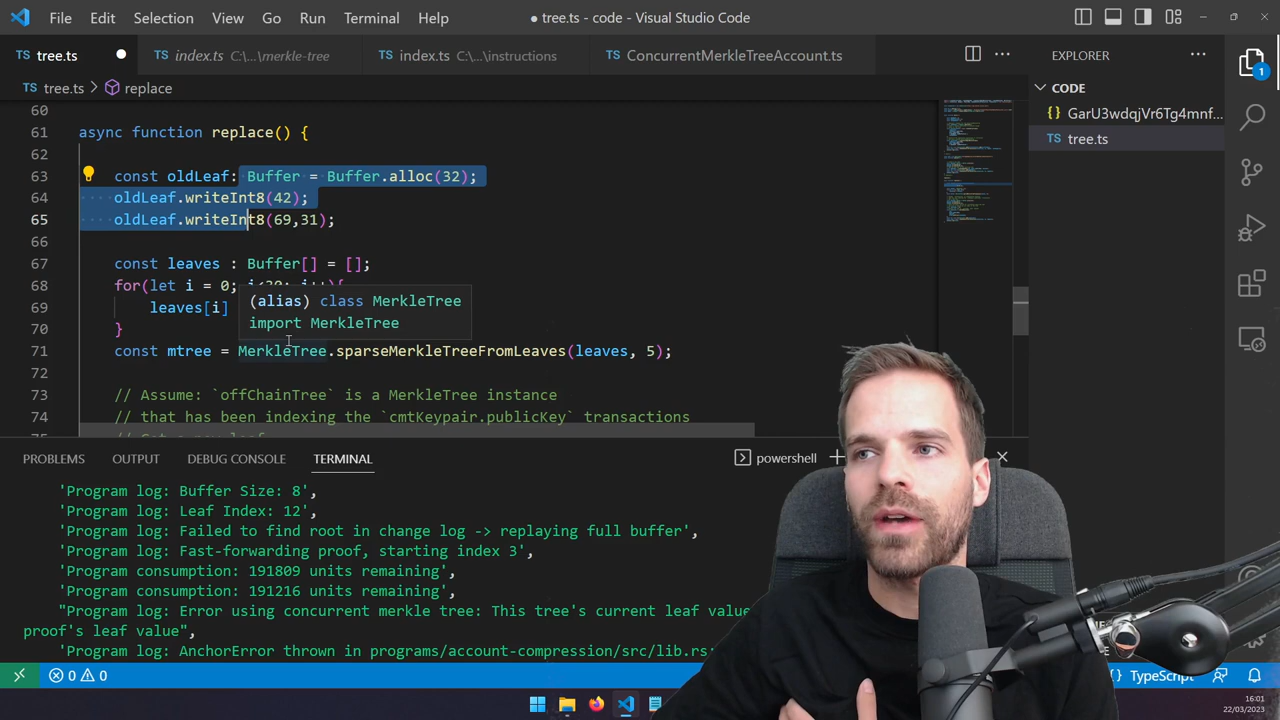 File Edit Selection View Go Run Terminal Help ● tree.ts - code - Visual Studio Code
TS tree.ts ● TS index.ts C:\...\merkle-tree TS index.ts C:\...\instructions TS ConcurrentMerkleTreeAccount.ts
EXPLORER
1
TS tree.ts > replace
CODE
{} GarU3wdqjVr6Tg4mnf...
TS tree.ts
60
61 async function replace() {
62
63 const oldLeaf: Buffer = Buffer.alloc(32);
64 oldLeaf.writeInt8(42);
65 oldLeaf.writeInt8(69,31);
66
67 const leaves : Buffer[] = [];
68 for(let i = 0; i<30; i++){
69 leaves[i]
(alias) class MerkleTree
import MerkleTree
70 }
71 const mtree = MerkleTree.sparseMerkleTreeFromLeaves(leaves, 5);
72
73 // Assume: `offChainTree` is a MerkleTree instance
74 // that has been indexing the `cmtKeypair.publicKey` transactions
75
PROBLEMS OUTPUT DEBUG CONSOLE TERMINAL powershell
'Program log: Buffer Size: 8',
'Program log: Leaf Index: 12',
'Program log: Failed to find root in change log -> replaying full buffer',
'Program log: Fast-forwarding proof, starting index 3',
'Program consumption: 191809 units remaining',
'Program consumption: 191216 units remaining',
"Program log: Error using concurrent merkle tree: This tree's current leaf value
proof's leaf value",
'Program log: AnchorError thrown in programs/account-compression/src/lib.rs:
0 0
{} TypeScript
16:01
22/03/2023